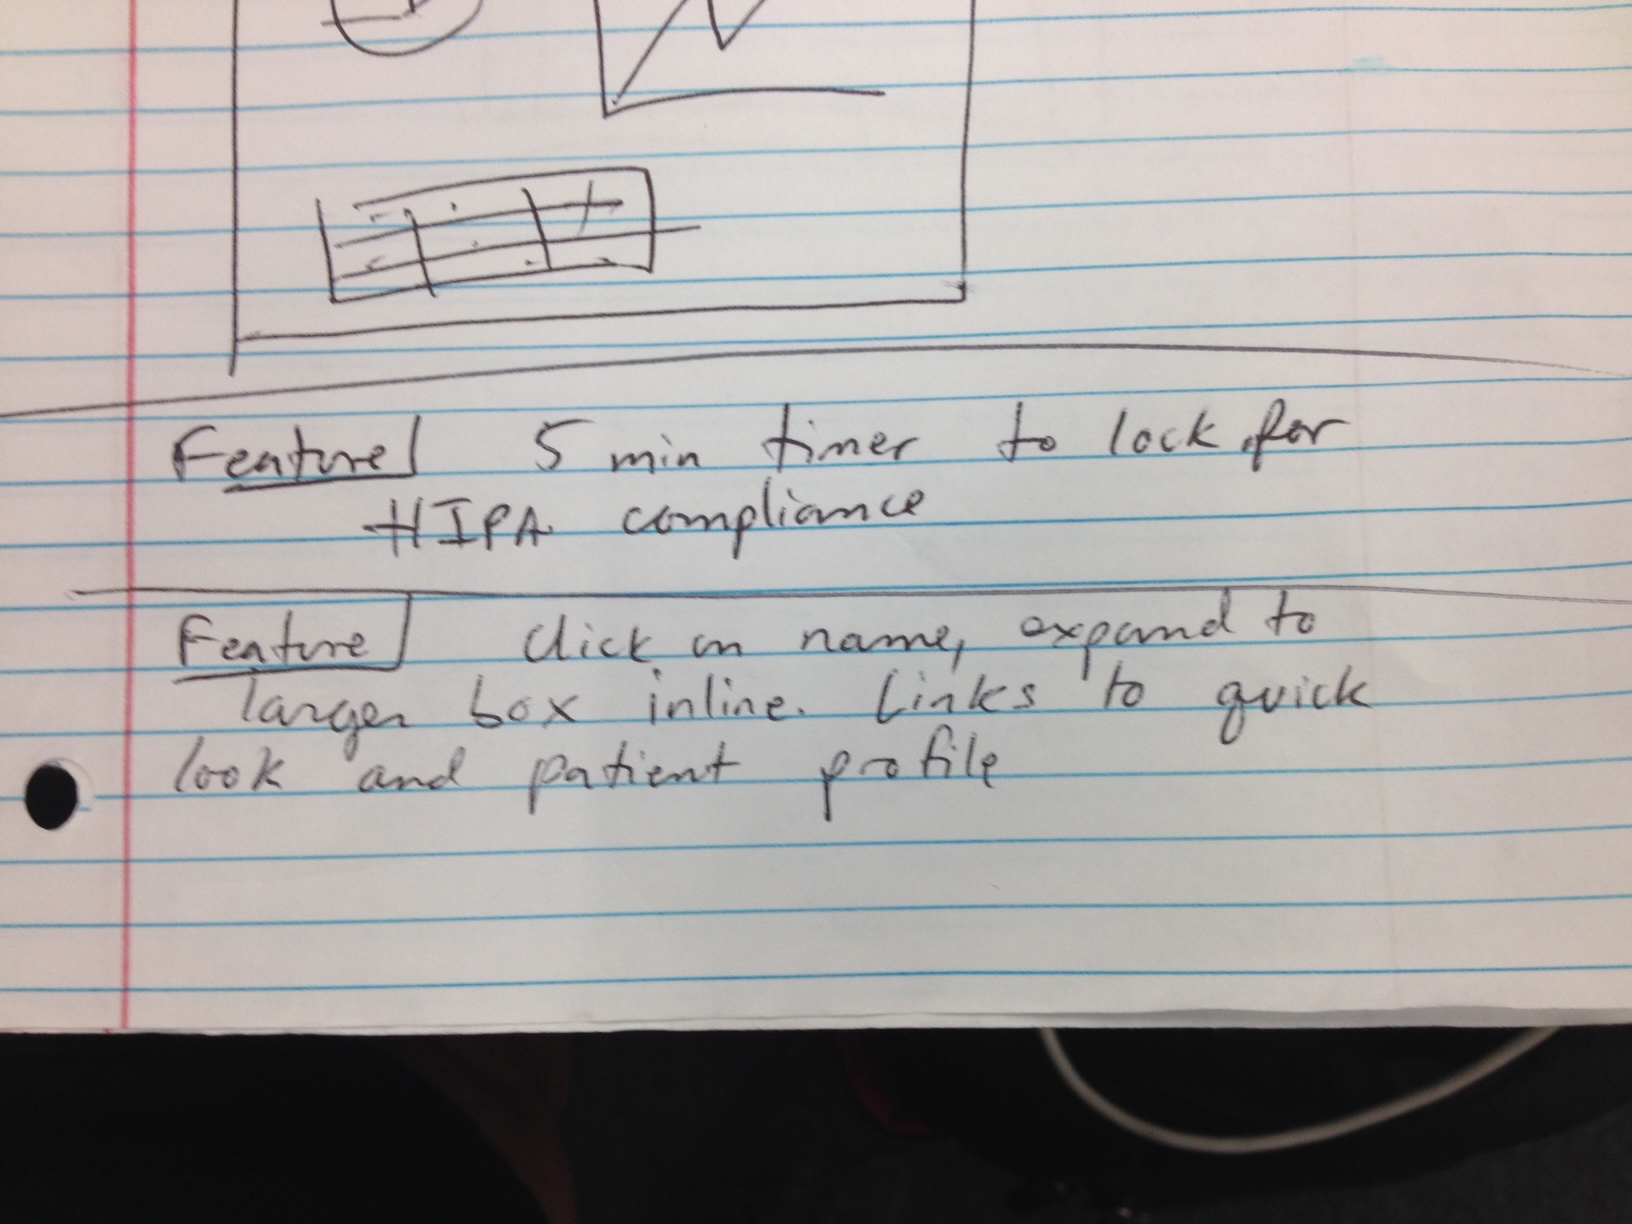 Feature 5 min timer to lock for
HIPA compliance
Feature Click on name, expand to
larger box inline. Links to quick
look and patient profile